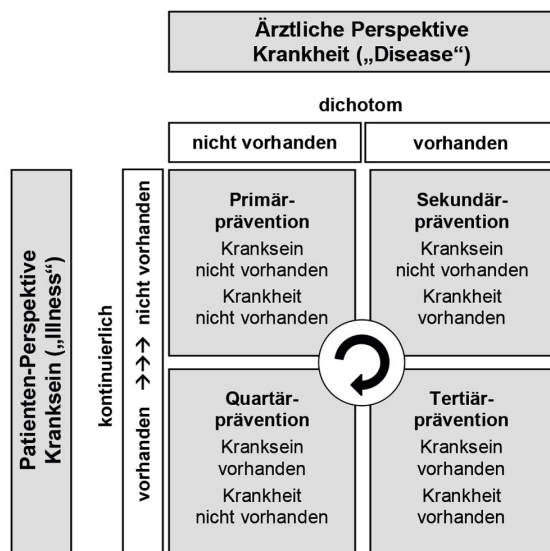 Ärztliche Perspektive
Krankheit („Disease“)
dichotom
nicht vorhanden
vorhanden
Patienten-Perspektive
Kranksein („Illness“)
kontinuierlich
vorhanden →→→ nicht vorhanden
Primär-
prävention
Kranksein
nicht vorhanden
Krankheit
nicht vorhanden
Sekundär-
prävention
Kranksein
nicht vorhanden
Krankheit
vorhanden
Quartär-
prävention
Kranksein
vorhanden
Krankheit
nicht vorhanden
Tertiär-
prävention
Kranksein
vorhanden
Krankheit
vorhanden